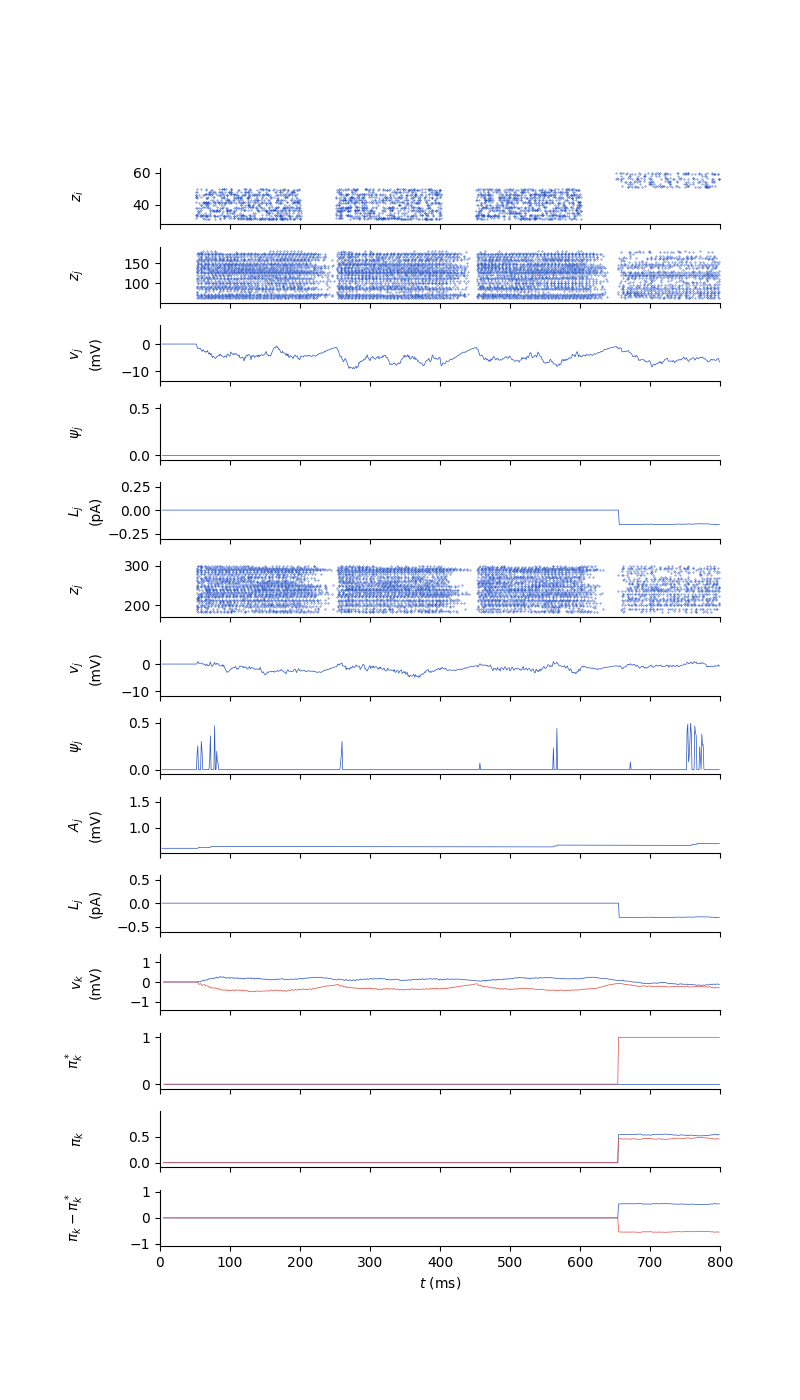 60
40
z_i
150
100
z_j
0
−10
v_j
(mV)
0.5
0.0
ψ_j
0.25
0.00
−0.25
L_j
(pA)
300
200
z_j
0
−10
v_j
(mV)
0.5
0.0
ψ_j
1.5
1.0
A_j
(mV)
0.5
0.0
−0.5
L_j
(pA)
1
0
−1
v_k
(mV)
1
0
π_k^*
0.5
0.0
π_k
1
0
−1
π_k − π_k^*
0 100 200 300 400 500 600 700 800
t (ms)